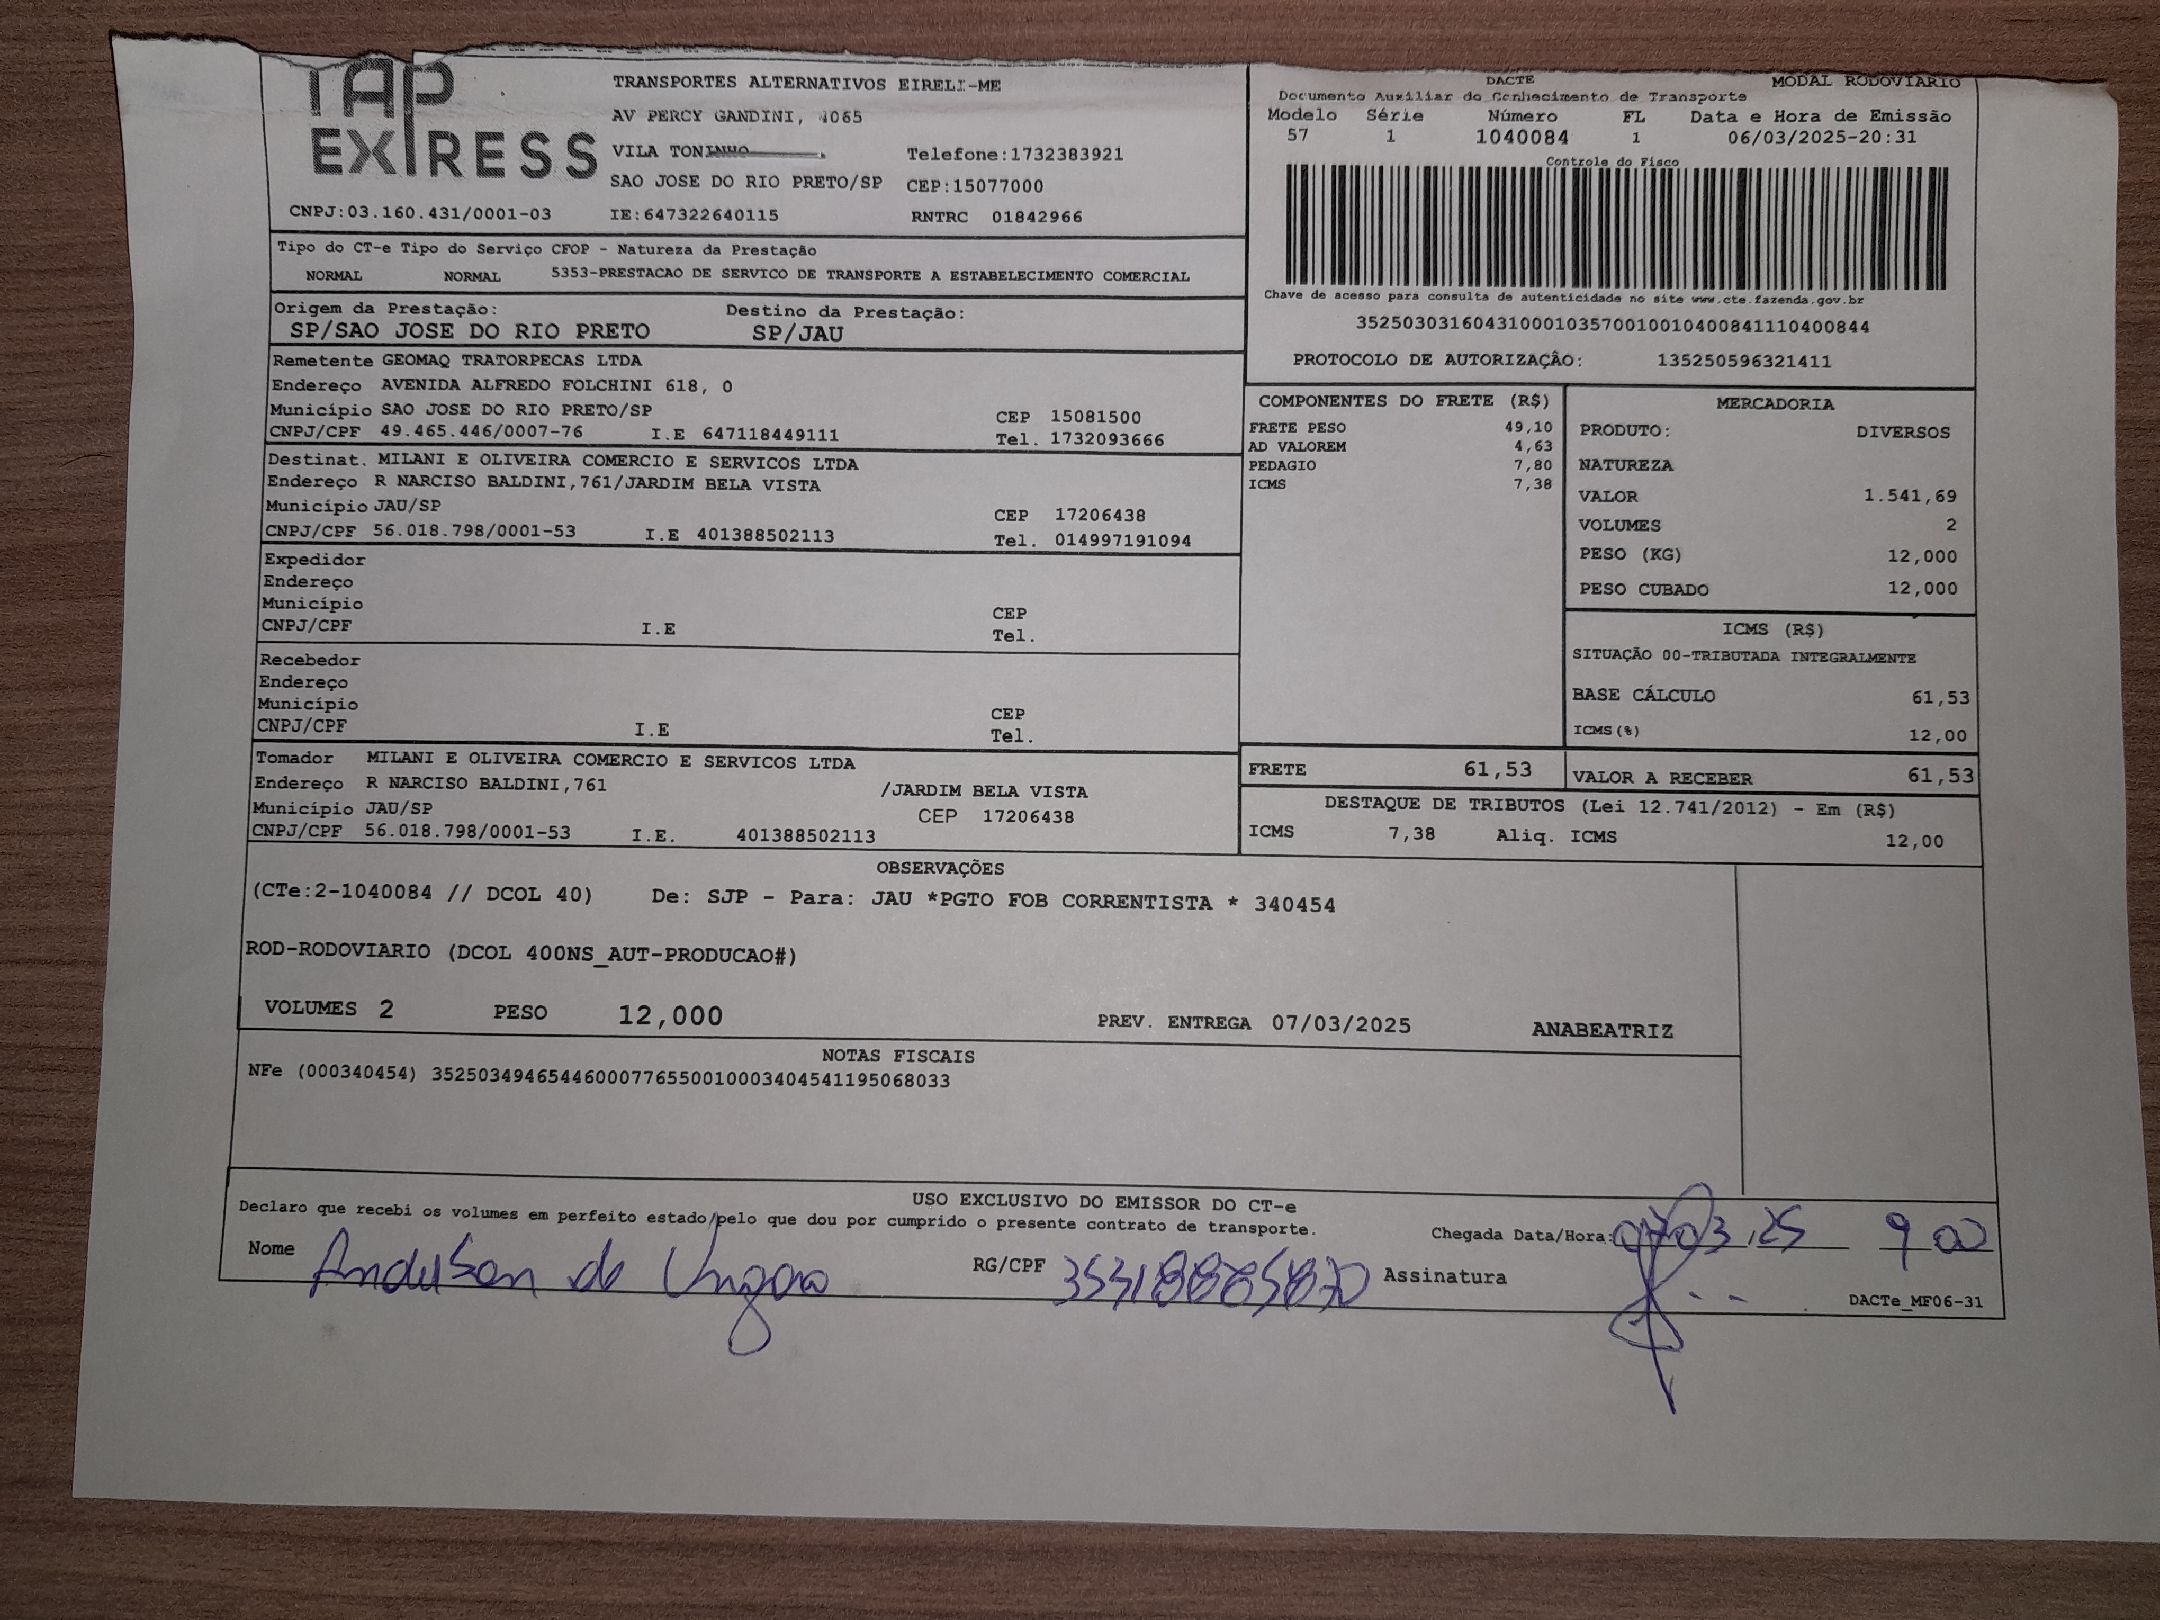 TAP
EXPRESS
TRANSPORTES ALTERNATIVOS EIRELI-ME
AV PERCY GANDINI, 1065
VILA TONINHO
Telefone:1732383921
SAO JOSE DO RIO PRETO/SP CEP:15077000
CNPJ:03.160.431/0001-03 IE:647322640115 RNTRC 01842966
DACTE MODAL RODOVIARIO
Documento Auxiliar do Conhecimento de Transporte
Modelo Série Número FL Data e Hora de Emissão
57 1 1040084 1 06/03/2025-20:31
Controle do Fisco
Chave de acesso para consulta de autenticidade no site www.cte.fazenda.gov.br
35250303160431000103570010010400841110400844
PROTOCOLO DE AUTORIZAÇÃO: 135250596321411
Tipo do CT-e Tipo do Serviço CFOP - Natureza da Prestação
NORMAL NORMAL 5353-PRESTACAO DE SERVICO DE TRANSPORTE A ESTABELECIMENTO COMERCIAL
Origem da Prestação: Destino da Prestação:
SP/SAO JOSE DO RIO PRETO SP/JAU
Remetente GEOMAQ TRATORPECAS LTDA
Endereço AVENIDA ALFREDO FOLCHINI 618, 0
Município SAO JOSE DO RIO PRETO/SP CEP 15081500
CNPJ/CPF 49.465.446/0007-76 I.E 647118449111 Tel. 1732093666
Destinat. MILANI E OLIVEIRA COMERCIO E SERVICOS LTDA
Endereço R NARCISO BALDINI,761/JARDIM BELA VISTA
Município JAU/SP CEP 17206438
CNPJ/CPF 56.018.798/0001-53 I.E 401388502113 Tel. 014997191094
Expedidor
Endereço
Município CEP
CNPJ/CPF I.E Tel.
Recebedor
Endereço
Município CEP
CNPJ/CPF I.E Tel.
Tomador MILANI E OLIVEIRA COMERCIO E SERVICOS LTDA
Endereço R NARCISO BALDINI,761 /JARDIM BELA VISTA
Município JAU/SP CEP 17206438
CNPJ/CPF 56.018.798/0001-53 I.E. 401388502113
COMPONENTES DO FRETE (R$)
FRETE PESO 49,10
AD VALOREM 4,63
PEDAGIO 7,80
ICMS 7,38
MERCADORIA
PRODUTO: DIVERSOS
NATUREZA
VALOR 1.541,69
VOLUMES 2
PESO (KG) 12,000
PESO CUBADO 12,000
ICMS (R$)
SITUAÇÃO 00-TRIBUTADA INTEGRALMENTE
BASE CÁLCULO 61,53
ICMS(%) 12,00
FRETE 61,53 VALOR A RECEBER 61,53
DESTAQUE DE TRIBUTOS (Lei 12.741/2012) - Em (R$)
ICMS 7,38 Aliq. ICMS 12,00
OBSERVAÇÕES
(CTe:2-1040084 // DCOL 40) De: SJP - Para: JAU *PGTO FOB CORRENTISTA * 340454
ROD-RODOVIARIO (DCOL 400NS_AUT-PRODUCAO#)
VOLUMES 2 PESO 12,000 PREV. ENTREGA 07/03/2025 ANABEATRIZ
NOTAS FISCAIS
NFe (000340454) 35250349465446000776550010003404541195068033
USO EXCLUSIVO DO EMISSOR DO CT-e
Declaro que recebi os volumes em perfeito estado pelo que dou por cumprido o presente contrato de transporte.
Chegada Data/Hora: 07 03 25 9 00
Nome Anderson de RG/CPF Assinatura
DACTe_MF06-31